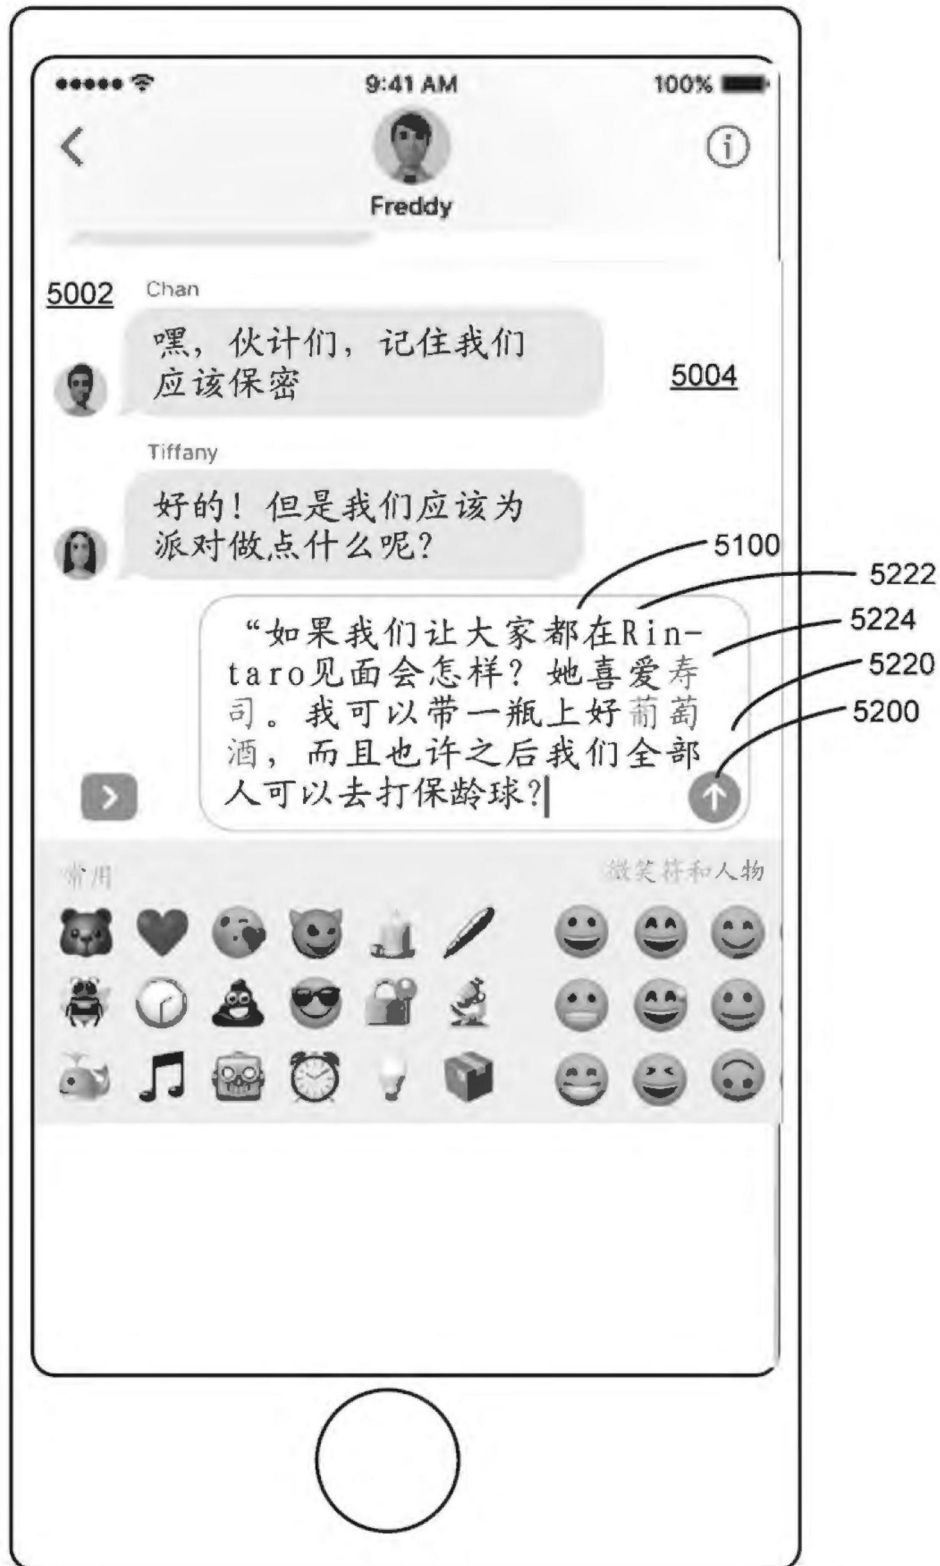 9:41 AM
100%
Freddy
5002
Chan
嘿，伙计们，记住我们
应该保密
5004
Tiffany
好的！但是我们应该为
派对做点什么呢？
5100
5222
5224
5220
5200
“如果我们让大家都在Rin-
taro见面会怎样？她喜爱寿
司。我可以带一瓶上好葡萄
酒，而且也许之后我们全部
人可以去打保龄球？
常用
微笑符和人物